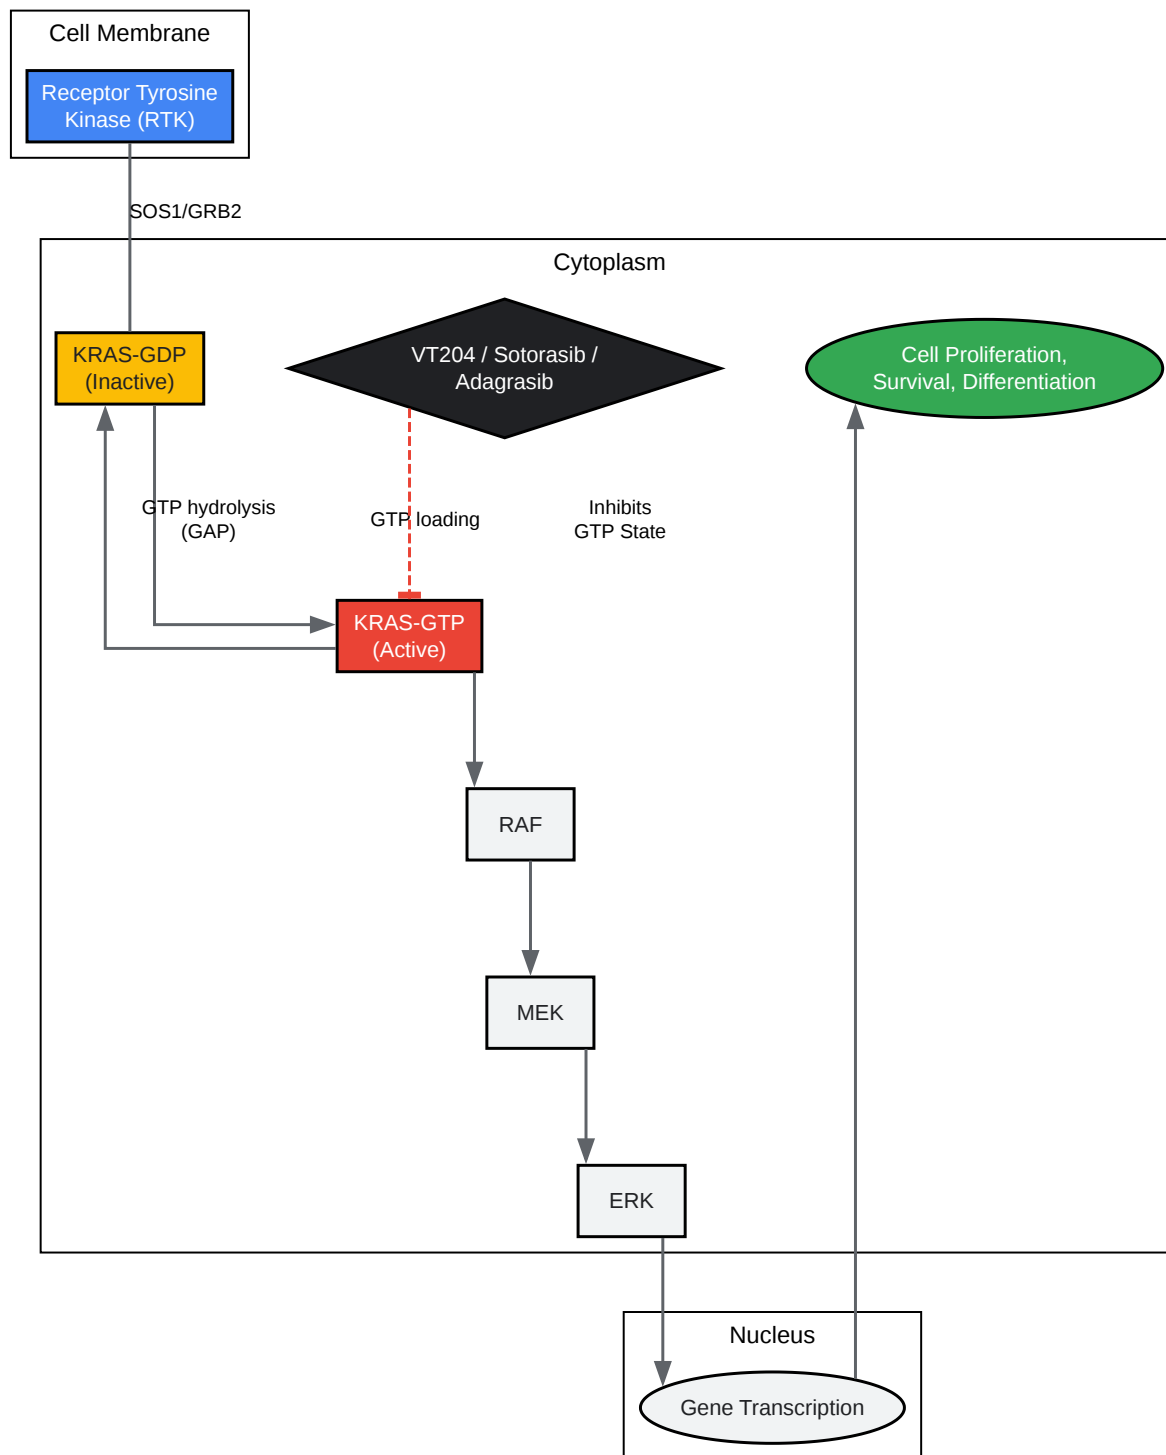 Cell Membrane
Receptor Tyrosine
Kinase (RTK)
SOS1/GRB2
Cytoplasm
KRAS-GDP
(Inactive)
VT204 / Sotorasib /
Adagrasib
Cell Proliferation,
Survival, Differentiation
GTP hydrolysis
(GAP)
GTP loading
Inhibits
GTP State
KRAS-GTP
(Active)
RAF
MEK
ERK
Nucleus
Gene Transcription